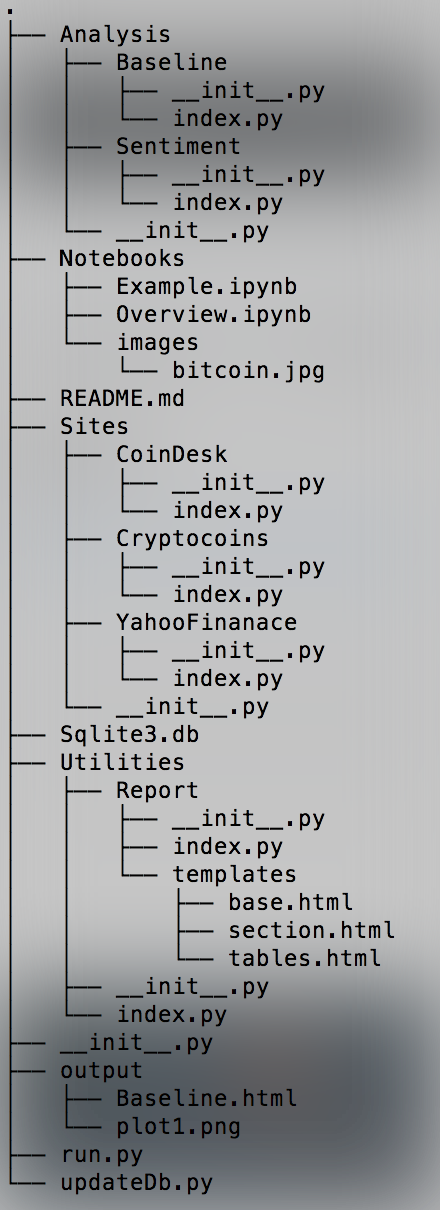 .
├── Analysis
│   ├── Baseline
│   │   ├── __init__.py
│   │   └── index.py
│   ├── Sentiment
│   │   ├── __init__.py
│   │   └── index.py
│   └── __init__.py
├── Notebooks
│   ├── Example.ipynb
│   ├── Overview.ipynb
│   └── images
│       └── bitcoin.jpg
├── README.md
├── Sites
│   ├── CoinDesk
│   │   ├── __init__.py
│   │   └── index.py
│   ├── Cryptocoins
│   │   ├── __init__.py
│   │   └── index.py
│   ├── YahooFinanace
│   │   ├── __init__.py
│   │   └── index.py
│   └── __init__.py
├── Sqlite3.db
├── Utilities
│   ├── Report
│   │   ├── __init__.py
│   │   ├── index.py
│   │   └── templates
│   │       ├── base.html
│   │       ├── section.html
│   │       └── tables.html
│   ├── __init__.py
│   └── index.py
├── __init__.py
├── output
│   ├── Baseline.html
│   └── plot1.png
├── run.py
└── updateDb.py